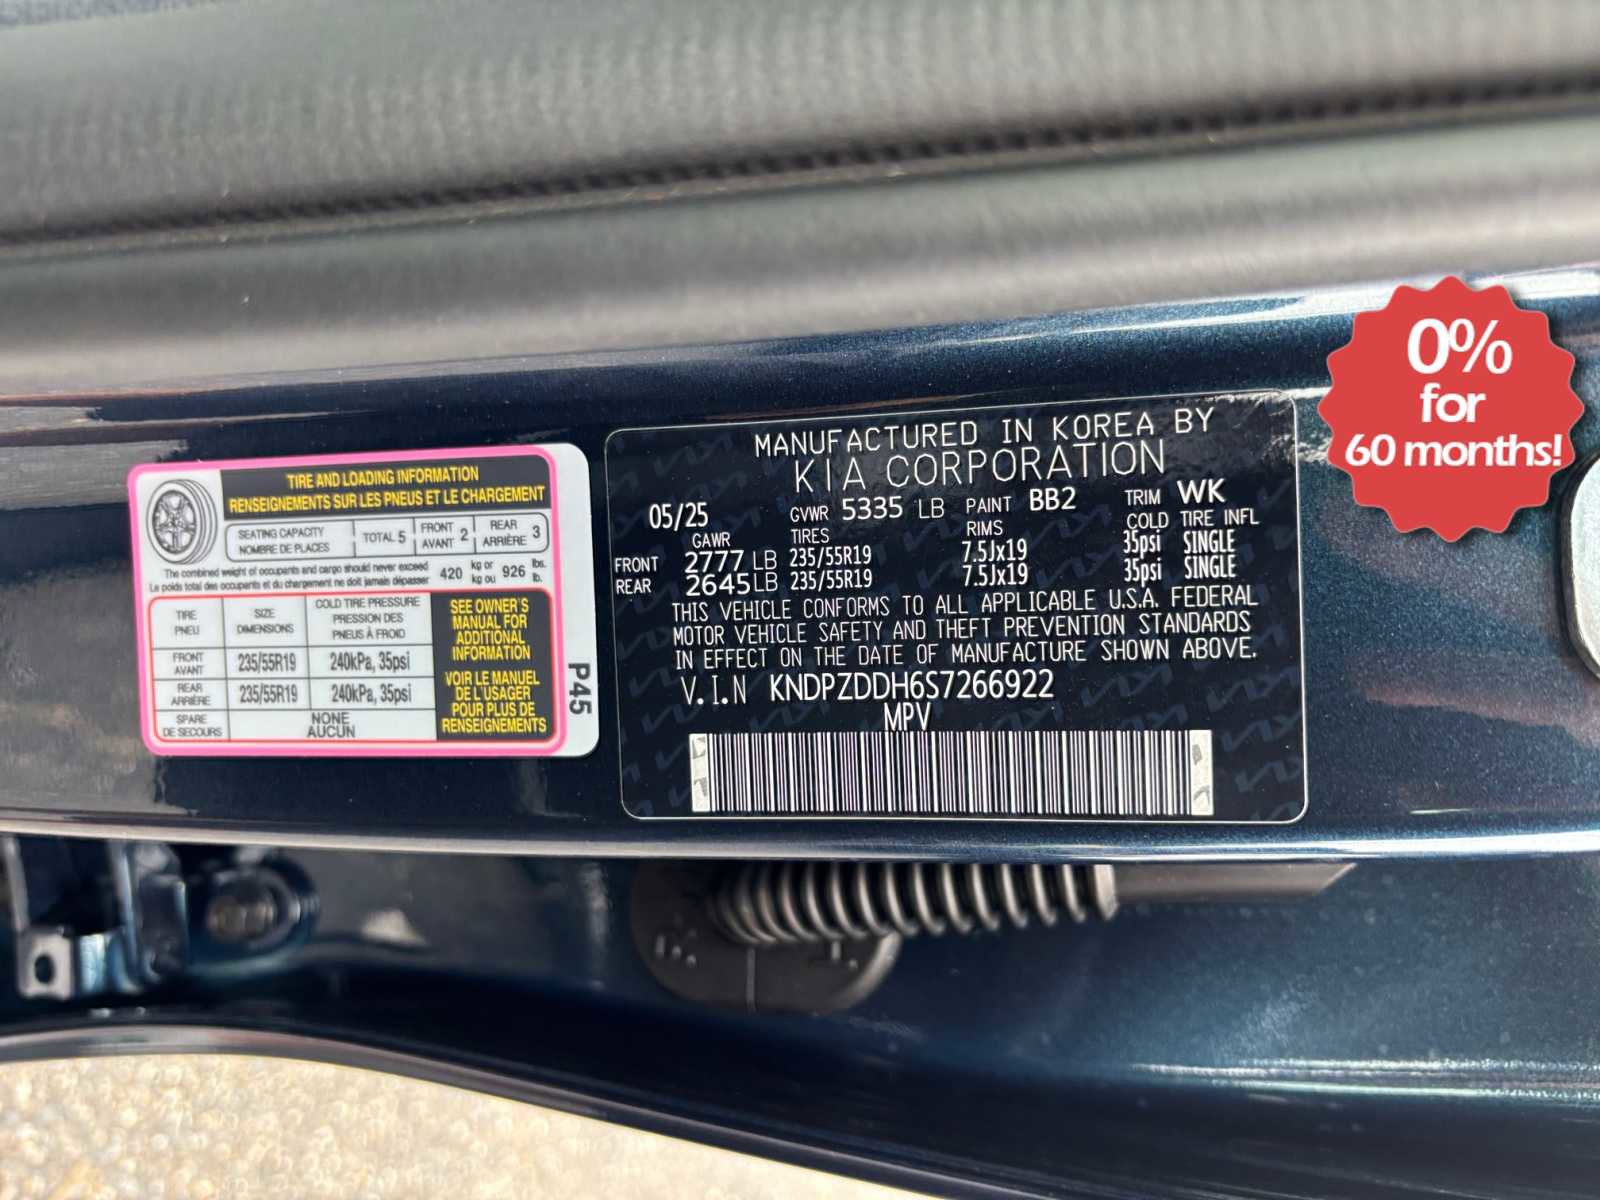 0%
for
60 months!
TIRE AND LOADING INFORMATION
RENSEIGNEMENTS SUR LES PNEUS ET LE CHARGEMENT
SEATING CAPACITY
NOMBRE DE PLACES
TOTAL 5
FRONT
AVANT 2
REAR
ARRIÈRE 3
The combined weight of occupants and cargo should never exceed
Le poids total des occupants et du chargement ne doit jamais dépasser
420 kg or
kg ou 926 lbs.
lb.
TIRE
PNEU
SIZE
DIMENSIONS
COLD TIRE PRESSURE
PRESSION DES
PNEUS À FROID
FRONT
AVANT
235/55R19
240kPa, 35psi
REAR
ARRIÈRE
235/55R19
240kPa, 35psi
SPARE
DE SECOURS
NONE
AUCUN
SEE OWNER'S
MANUAL FOR
ADDITIONAL
INFORMATION
VOIR LE MANUEL
DE L'USAGER
POUR PLUS DE
RENSEIGNEMENTS
P45
MANUFACTURED IN KOREA BY
KIA CORPORATION
05/25 GVWR 5335 LB PAINT BB2 TRIM WK
GAWR TIRES RIMS COLD TIRE INFL
FRONT 2777 LB 235/55R19 7.5Jx19 35psi SINGLE
REAR 2645 LB 235/55R19 7.5Jx19 35psi SINGLE
THIS VEHICLE CONFORMS TO ALL APPLICABLE U.S.A. FEDERAL
MOTOR VEHICLE SAFETY AND THEFT PREVENTION STANDARDS
IN EFFECT ON THE DATE OF MANUFACTURE SHOWN ABOVE.
V.I.N KNDPZDDH6S7266922
MPV